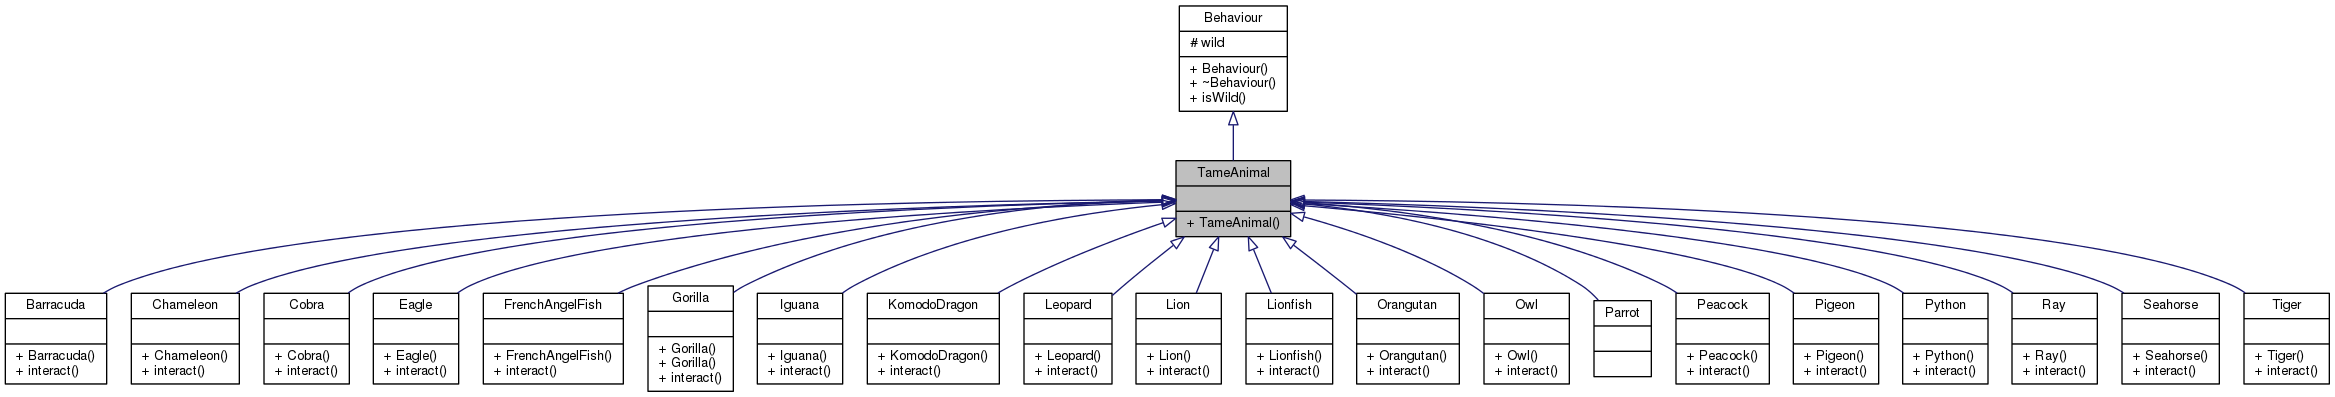 Behaviour
# wild
+ Behaviour()
+ ~Behaviour()
+ isWild()
TameAnimal
+ TameAnimal()
Barracuda
+ Barracuda()
+ interact()
Chameleon
+ Chameleon()
+ interact()
Cobra
+ Cobra()
+ interact()
Eagle
+ Eagle()
+ interact()
FrenchAngelFish
+ FrenchAngelFish()
+ interact()
Gorilla
+ Gorilla()
+ Gorilla()
+ interact()
Iguana
+ Iguana()
+ interact()
KomodoDragon
+ KomodoDragon()
+ interact()
Leopard
+ Leopard()
+ interact()
Lion
+ Lion()
+ interact()
Lionfish
+ Lionfish()
+ interact()
Orangutan
+ Orangutan()
+ interact()
Owl
+ Owl()
+ interact()
Parrot
Peacock
+ Peacock()
+ interact()
Pigeon
+ Pigeon()
+ interact()
Python
+ Python()
+ interact()
Ray
+ Ray()
+ interact()
Seahorse
+ Seahorse()
+ interact()
Tiger
+ Tiger()
+ interact()